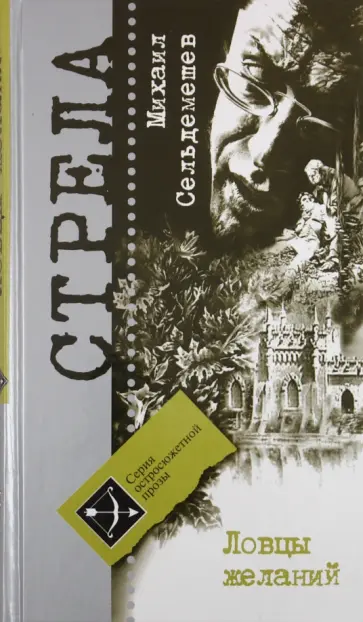 СТРЕЛА
Михаил
Сельдемешев
Серия
остросюжетной
прозы
Ловцы
желаний